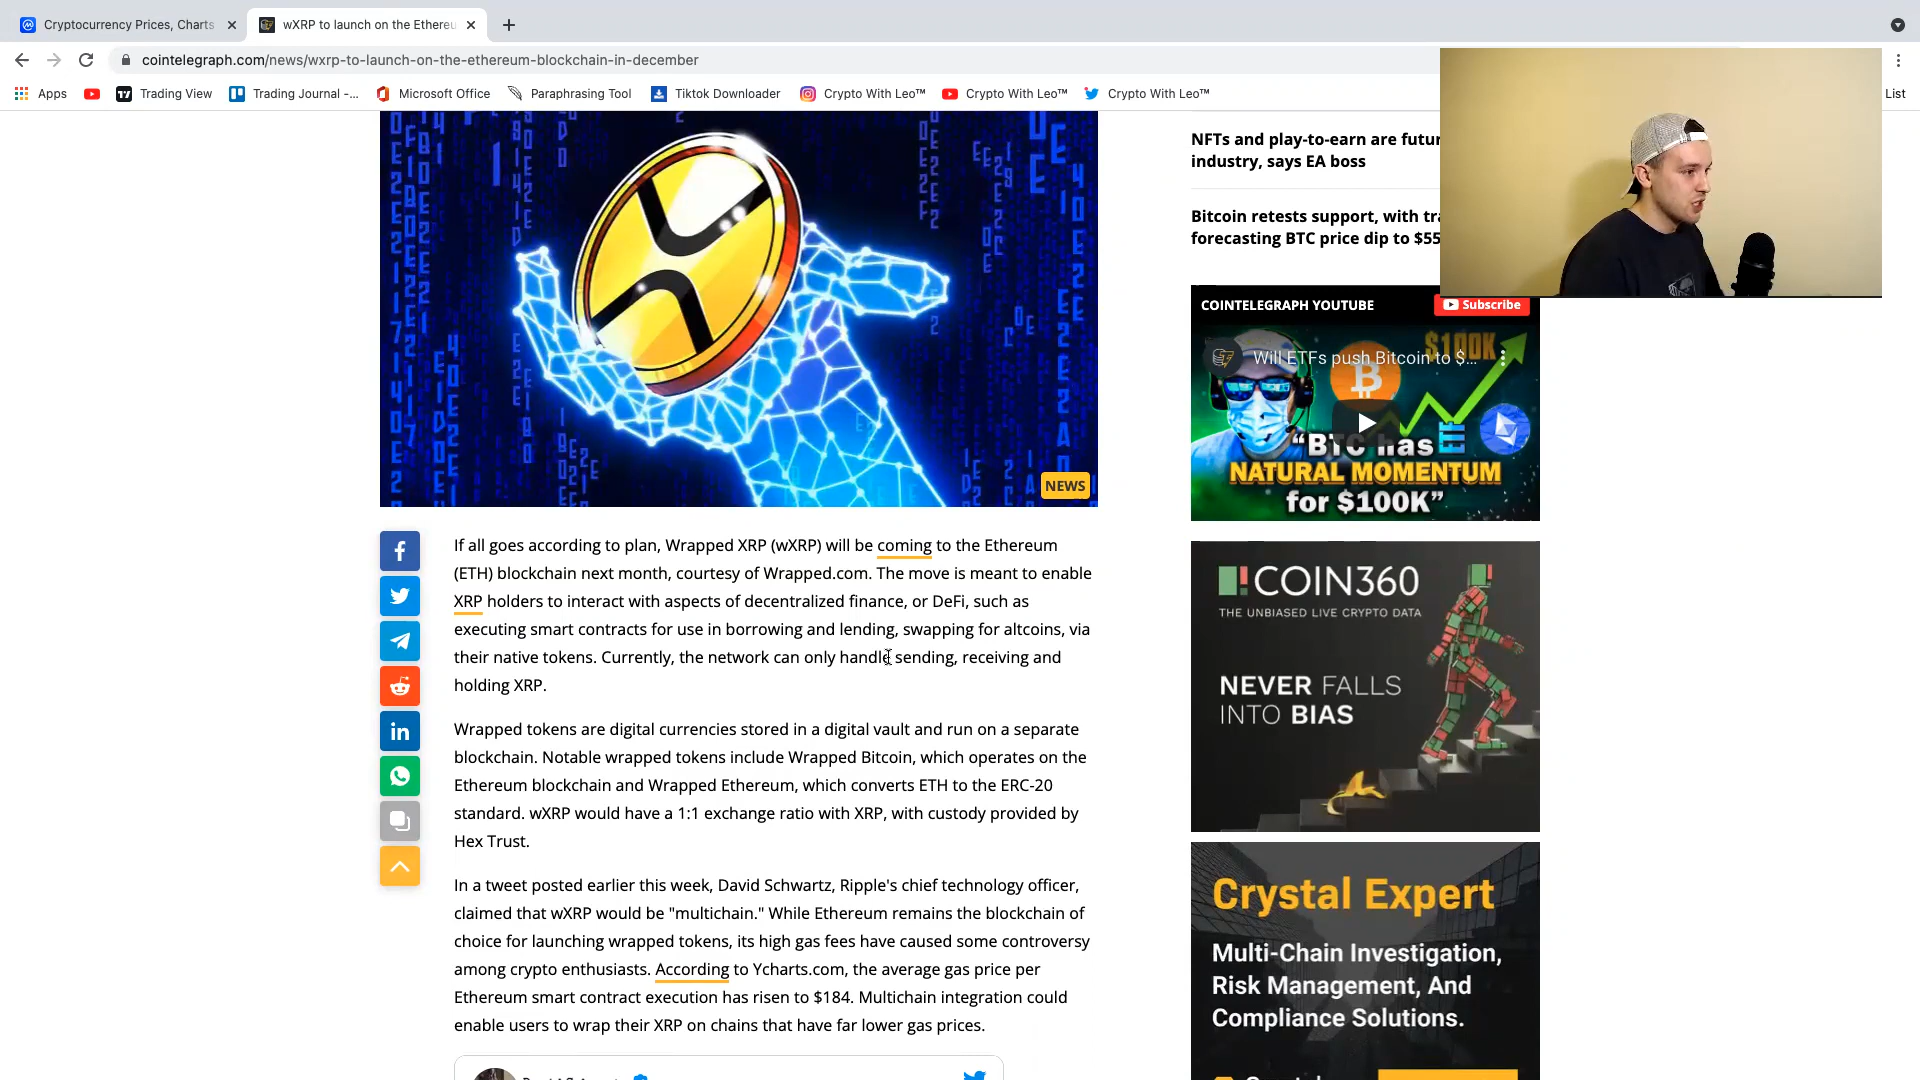 Cryptocurrency Prices, Charts
wXRP to launch on the Ethereu
cointelegraph.com/news/wxrp-to-launch-on-the-ethereum-blockchain-in-december
Apps
Trading View
Trading Journal -...
Microsoft Office
Paraphrasing Tool
Tiktok Downloader
Crypto With Leo™
Crypto With Leo™
Crypto With Leo™
List
NEWS
If all goes according to plan, Wrapped XRP (wXRP) will be coming to the Ethereum
(ETH) blockchain next month, courtesy of Wrapped.com. The move is meant to enable
XRP holders to interact with aspects of decentralized finance, or DeFi, such as
executing smart contracts for use in borrowing and lending, swapping for altcoins, via
their native tokens. Currently, the network can only handle sending, receiving and
holding XRP.
Wrapped tokens are digital currencies stored in a digital vault and run on a separate
blockchain. Notable wrapped tokens include Wrapped Bitcoin, which operates on the
Ethereum blockchain and Wrapped Ethereum, which converts ETH to the ERC-20
standard. wXRP would have a 1:1 exchange ratio with XRP, with custody provided by
Hex Trust.
In a tweet posted earlier this week, David Schwartz, Ripple's chief technology officer,
claimed that wXRP would be "multichain." While Ethereum remains the blockchain of
choice for launching wrapped tokens, its high gas fees have caused some controversy
among crypto enthusiasts. According to Ycharts.com, the average gas price per
Ethereum smart contract execution has risen to $184. Multichain integration could
enable users to wrap their XRP on chains that have far lower gas prices.
NFTs and play-to-earn are futur
industry, says EA boss
Bitcoin retests support, with tra
forecasting BTC price dip to $55
COINTELEGRAPH YOUTUBE
Subscribe
Will ETFs push Bitcoin to $...
$100K
"BTC has
ETF
NATURAL MOMENTUM
for $100K"
COIN360
THE UNBIASED LIVE CRYPTO DATA
NEVER FALLS
INTO BIAS
Crystal Expert
Multi-Chain Investigation,
Risk Management, And
Compliance Solutions.